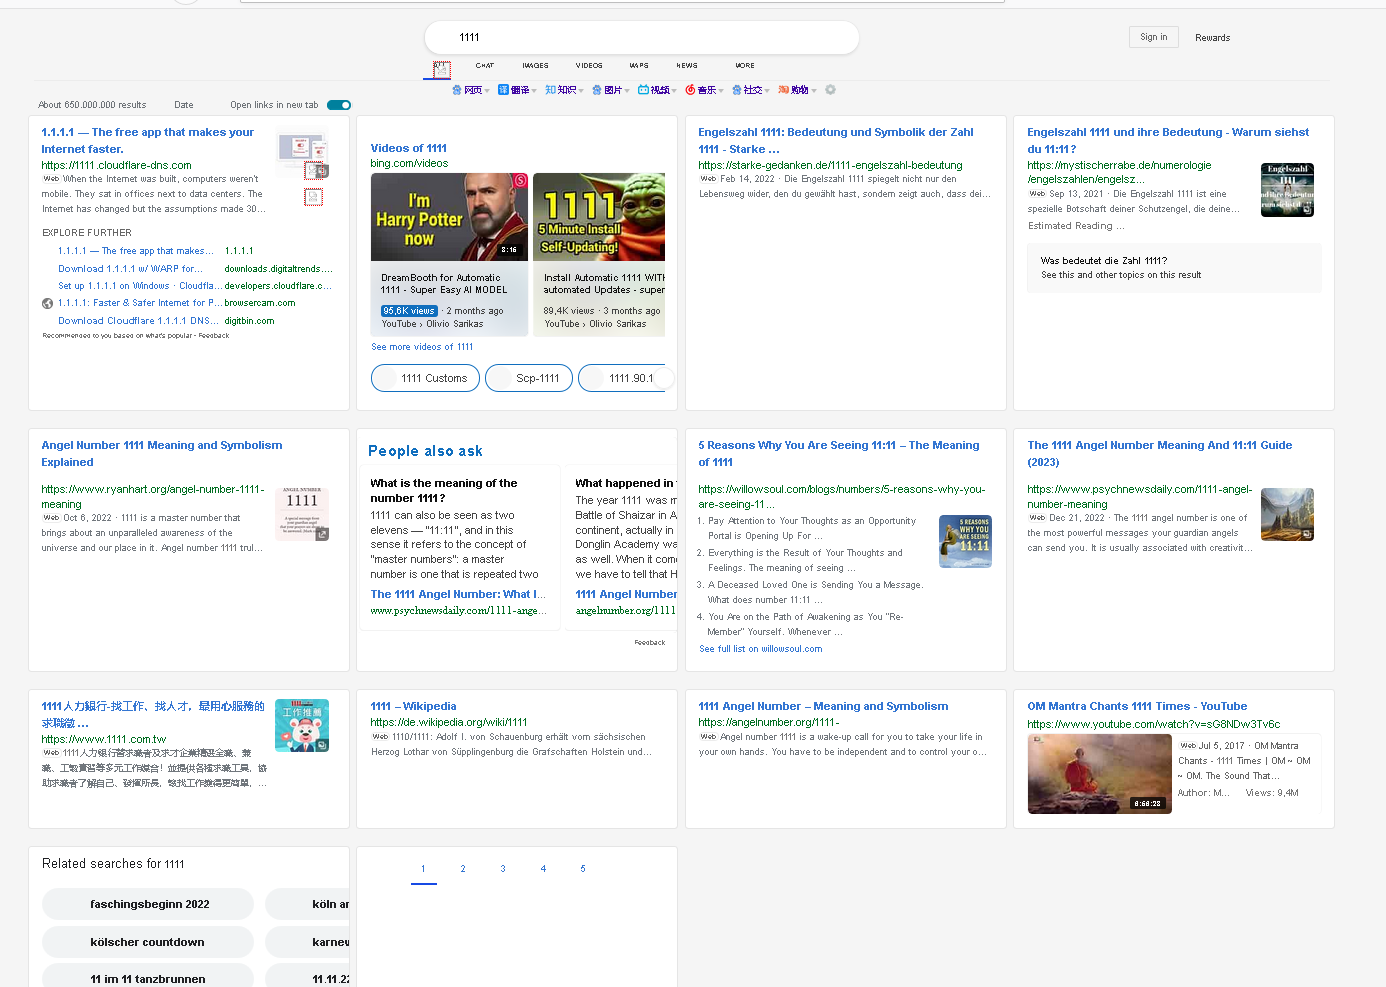 1111
Sign in
Rewards
CHAT
IMAGES
VIDEOS
MAPS
NEWS
MORE
网页
翻译
知识
图片
视频
音乐
社交
购物
About 650.000.000 results
Date
Open links in new tab
1.1.1.1 — The free app that makes your
Internet faster.
https://1111.cloudflare-dns.com
Web When the Internet was built, computers weren't
mobile. They sat in offices next to data centers. The
Internet has changed but the assumptions made 30...
EXPLORE FURTHER
1.1.1.1 — The free app that makes... 1.1.1.1
Download 1.1.1.1 w/ WARP for... downloads.digitaltrends....
Set up 1.1.1.1 on Windows · Cloudfla... developers.cloudflare.c...
1.1.1.1: Faster & Safer Internet for P... browsercam.com
Download Cloudflare 1.1.1.1 DNS... digitbin.com
Recommended to you based on what's popular • Feedback
Videos of 1111
bing.com/videos
I'm
Harry Potter
now
8:16
1111
5 Minute Install
Self-Updating!
DreamBooth for Automatic
1111 - Super Easy AI MODEL
95,6K views · 2 months ago
YouTube › Olivio Sarikas
Install Automatic 1111 WITH
automated Updates - super
89,4K views · 3 months ago
YouTube › Olivio Sarikas
See more videos of 1111
1111 Customs
Scp-1111
1111.90.1
Engelszahl 1111: Bedeutung und Symbolik der Zahl
1111 - Starke ...
https://starke-gedanken.de/1111-engelszahl-bedeutung
Web Feb 14, 2022 · Die Engelszahl 1111 spiegelt nicht nur den
Lebensweg wider, den du gewählt hast, sondern zeigt auch, dass dei...
Engelszahl 1111 und ihre Bedeutung - Warum siehst
du 11:11?
https://mystischerrabe.de/numerologie
/engelszahlen/engelsz...
Web Sep 13, 2021 · Die Engelszahl 1111 ist eine
spezielle Botschaft deiner Schutzengel, die deine...
Estimated Reading ...
Engelszahl
1111
Was bedeutet die Zahl 1111?
See this and other topics on this result
Angel Number 1111 Meaning and Symbolism
Explained
https://www.ryanhart.org/angel-number-1111-
meaning
Web Oct 6, 2022 · 1111 is a master number that
brings about an unparalleled awareness of the
universe and our place in it. Angel number 1111 trul...
ANGEL NUMBER
1111
People also ask
What is the meaning of the
number 1111?
1111 can also be seen as two
elevens — "11:11", and in this
sense it refers to the concept of
"master numbers": a master
number is one that is repeated two
The 1111 Angel Number: What I...
www.psychnewsdaily.com/1111-ange...
What happened in
The year 1111 was m
Battle of Shaizar in A
continent, actually in
Donglin Academy wa
as well. When it come
we have to tell that H
1111 Angel Number
angelnumber.org/1111
Feedback
5 Reasons Why You Are Seeing 11:11 – The Meaning
of 1111
https://willowsoul.com/blogs/numbers/5-reasons-why-you-
are-seeing-11...
1. Pay Attention to Your Thoughts as an Opportunity
Portal is Opening Up For ...
2. Everything is the Result of Your Thoughts and
Feelings. The meaning of seeing ...
3. A Deceased Loved One is Sending You a Message.
What does number 11:11 ...
4. You Are on the Path of Awakening as You "Re-
Member" Yourself. Whenever ...
See full list on willowsoul.com
5 REASONS
WHY YOU
ARE SEEING
11:11
The 1111 Angel Number Meaning And 11:11 Guide
(2023)
https://www.psychnewsdaily.com/1111-angel-
number-meaning
Web Dec 21, 2022 · The 1111 angel number is one of
the most powerful messages your guardian angels
can send you. It is usually associated with creativit...
1111人力銀行-找工作、找人才，是用心服務的
求職徵 ...
https://www.1111.com.tw
Web 1111人力銀行替求職者及求才企業精選全職、兼
職、工讀實習等多元工作媒合！並提供各種求職工具，協
助求職者了解自己、發揮所長，
工作推薦
1111 – Wikipedia
https://de.wikipedia.org/wiki/1111
Web 1110/1111: Adolf I. von Schauenburg erhält vom sächsischen
Herzog Lothar von Süpplingenburg die Grafschaften Holstein und...
1111 Angel Number – Meaning and Symbolism
https://angelnumber.org/1111-
Web Angel number 1111 is a wake-up call for you to take your life in
your own hands. You have to be independent and to control your o...
OM Mantra Chants 1111 Times - YouTube
https://www.youtube.com/watch?v=sG8NDw3Tv6c
Web Jul 5, 2017 · OM Mantra
Chants - 1111 Times | OM ~ OM
~ OM. The Sound That...
Author: M... Views: 9,4M
Related searches for 1111
faschingsbeginn 2022
köln ar
kölscher countdown
karnev
11 im 11 tanzbrunnen
11.11.22
1 2 3 4 5